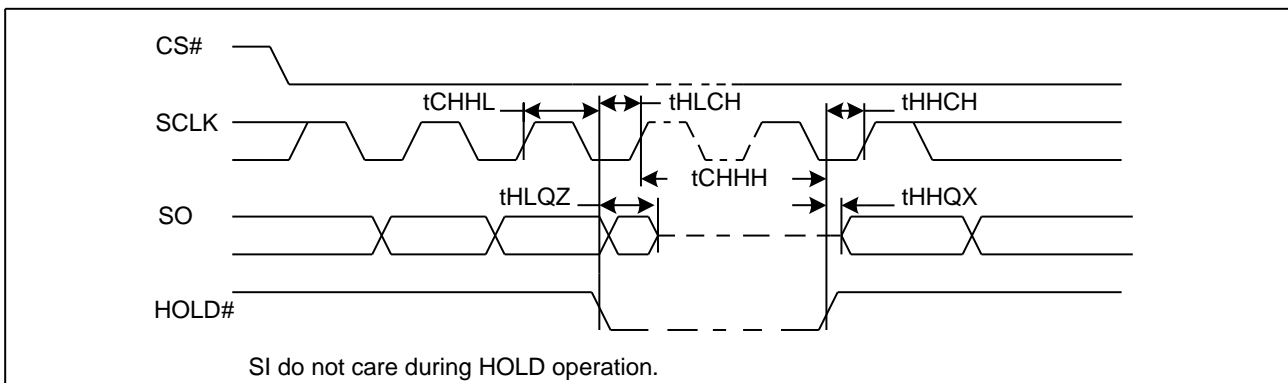 CS#
tCHHL
tHLCH
tHHCH
SCLK
tCHHH
tHLQZ
tHHQX
SO
HOLD#
SI do not care during HOLD operation.